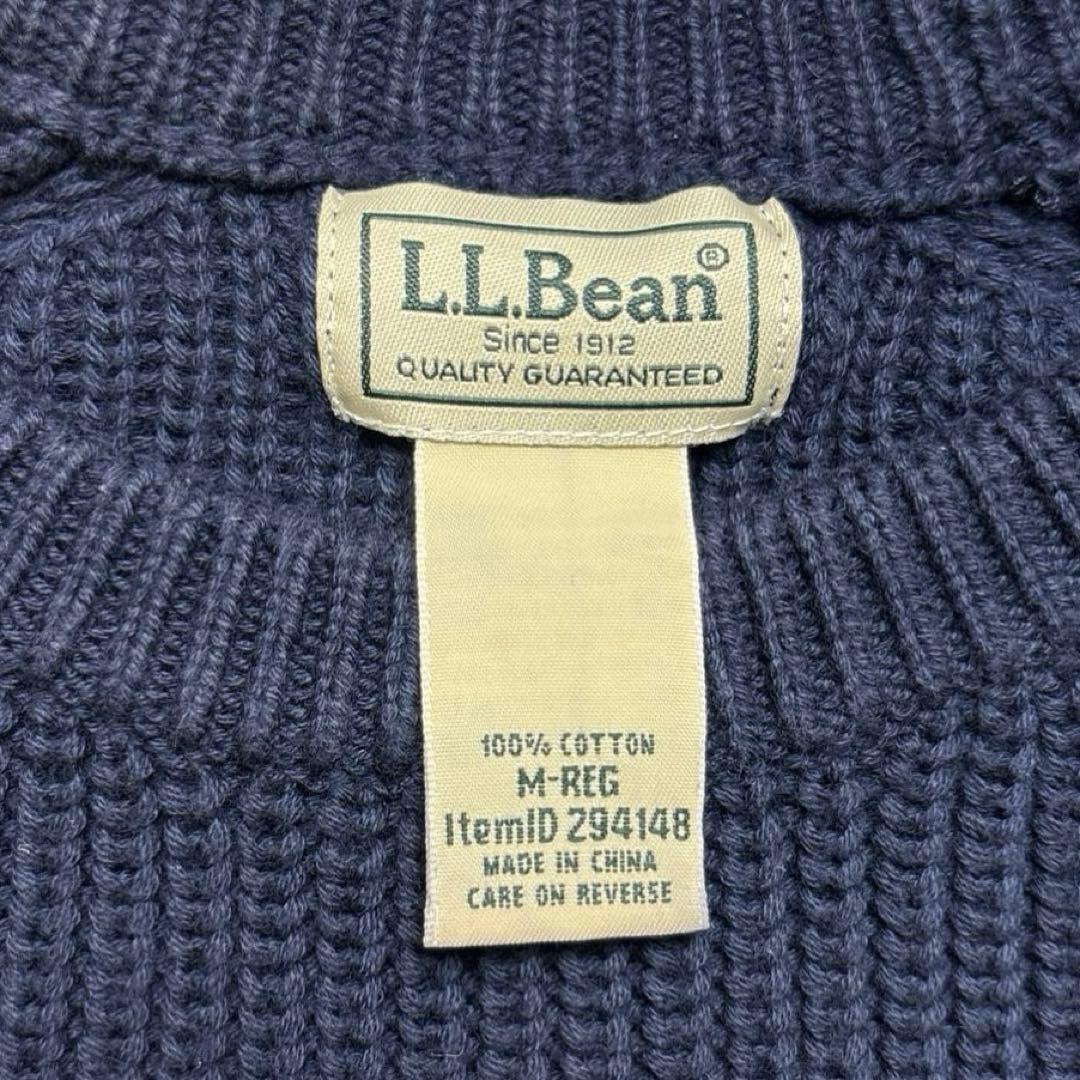 L.L.Bean®
Since 1912
QUALITY GUARANTEED
100% COTTON
M-REG
ItemID 294148
MADE IN CHINA
CARE ON REVERSE